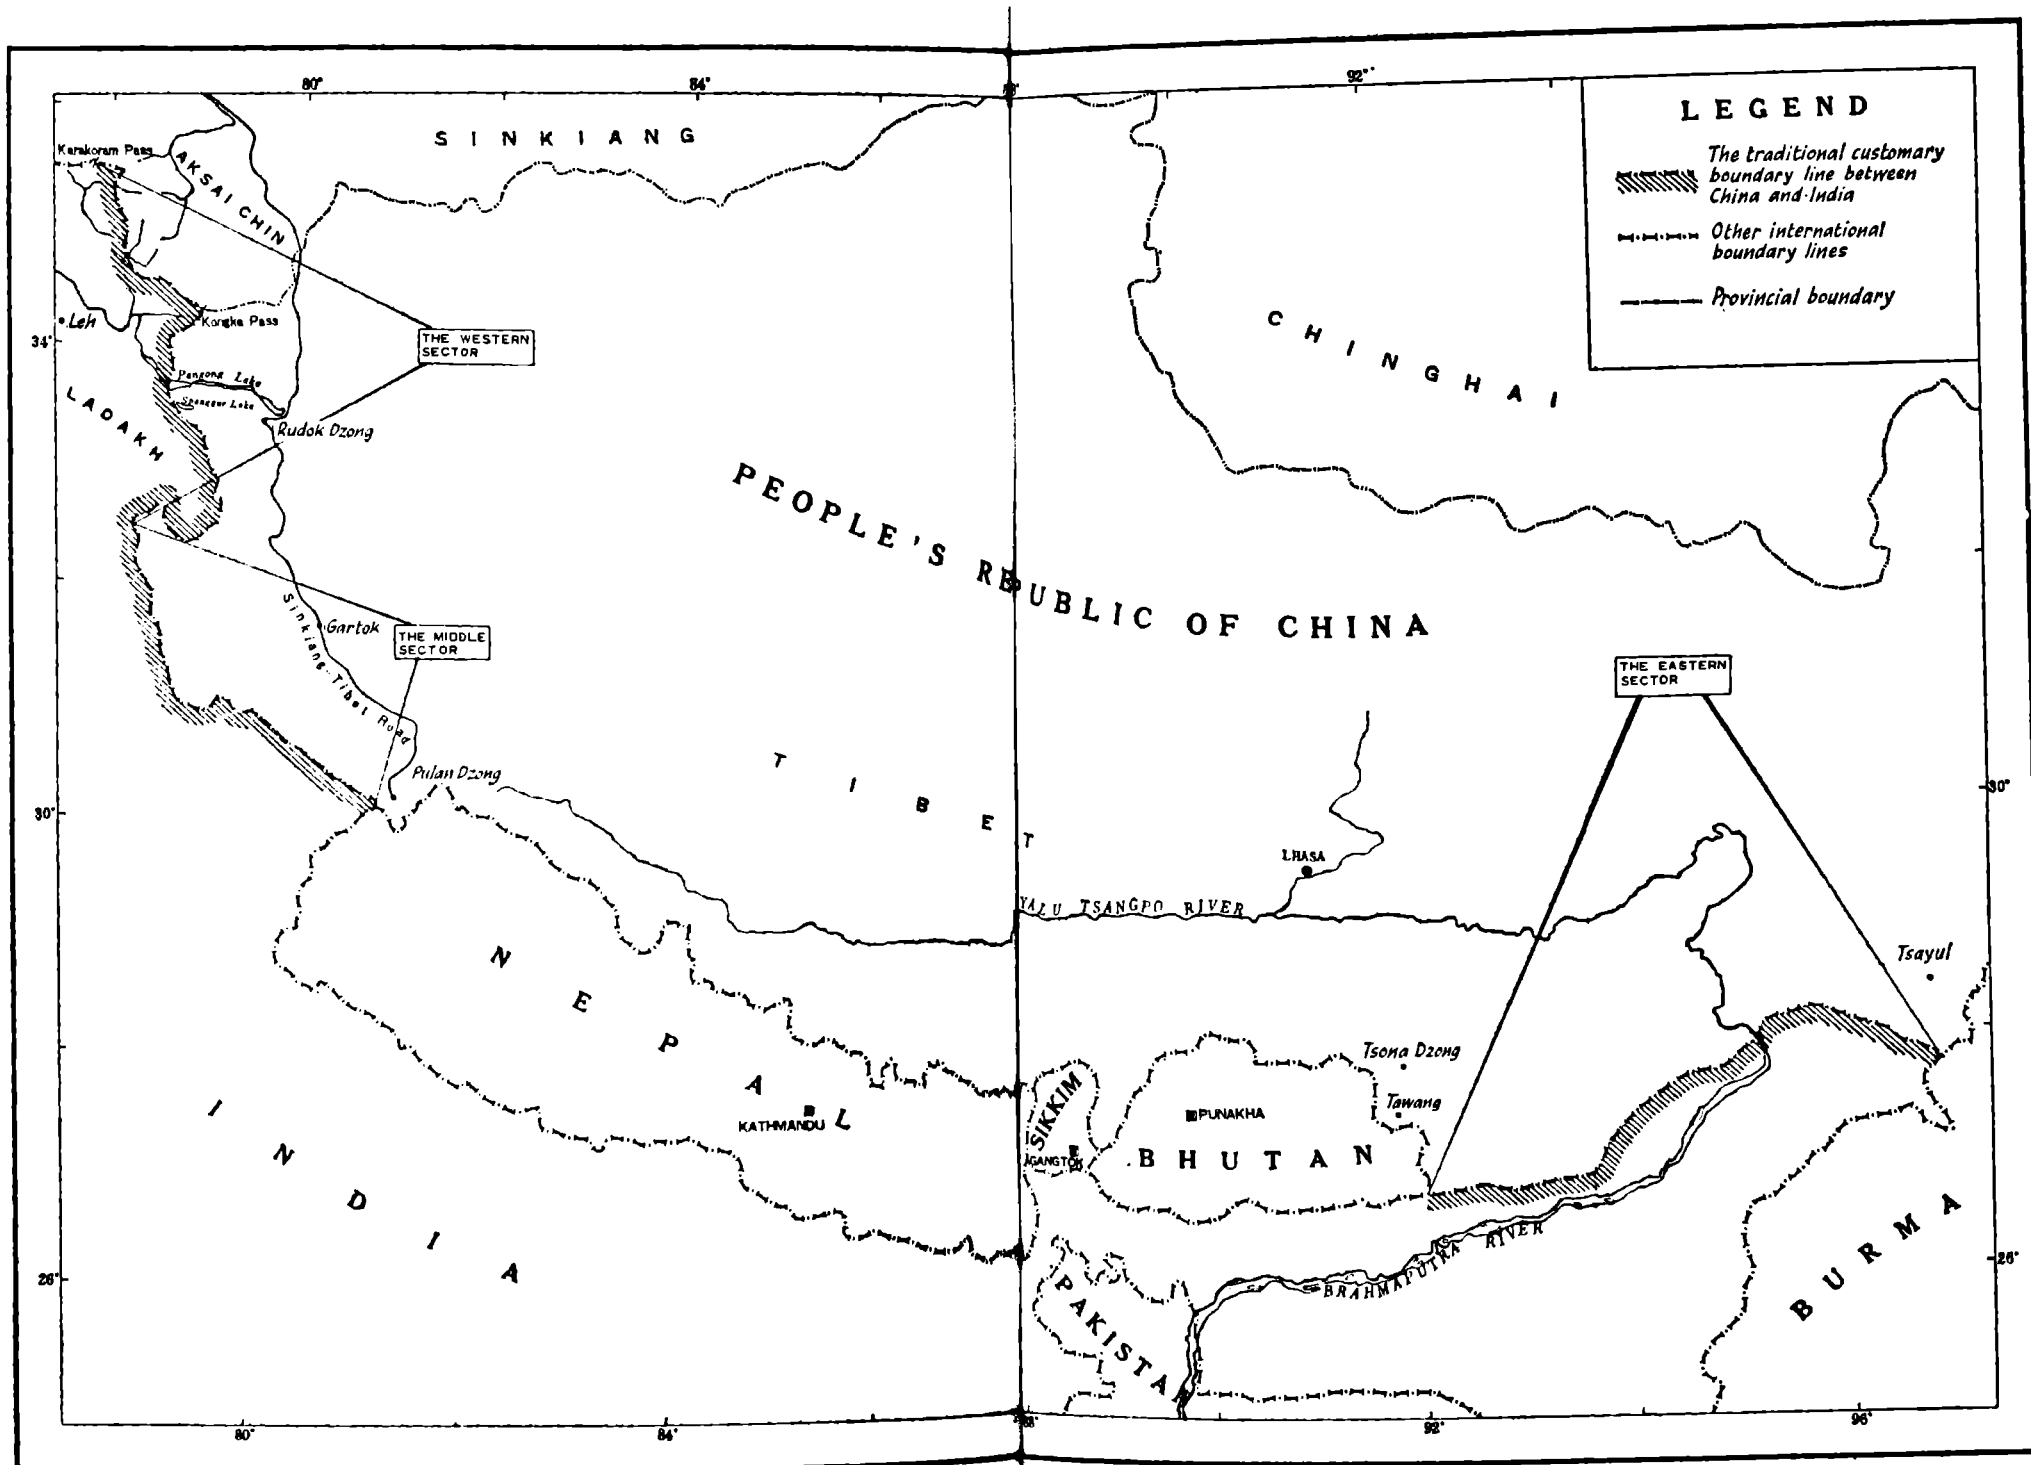 80°
84°
92°
LEGEND
The traditional customary
boundary line between
China and India
Other international
boundary lines
Provincial boundary
SINKIANG
Karakoram Pass
AKSAI CHIN
Leh
Kongka Pass
34°
THE WESTERN
SECTOR
Pangong Lake
Spanggur Lake
LADAKH
Rudok Dzong
CHINGHAI
PEOPLE'S REPUBLIC OF CHINA
Gartok
Sinkiang-Tibet Road
THE MIDDLE
SECTOR
THE EASTERN
SECTOR
Pulan Dzong
TIBET
30°
30°
LHASA
YALU TSANGPO RIVER
Tsayul
NEPAL
KATHMANDU
SIKKIM
GANGTOK
Tsona Dzong
Tawang
PUNAKHA
BHUTAN
INDIA
BRAHMAPUTRA RIVER
BURMA
PAKISTAN
26°
26°
80°
84°
88°
92°
96°